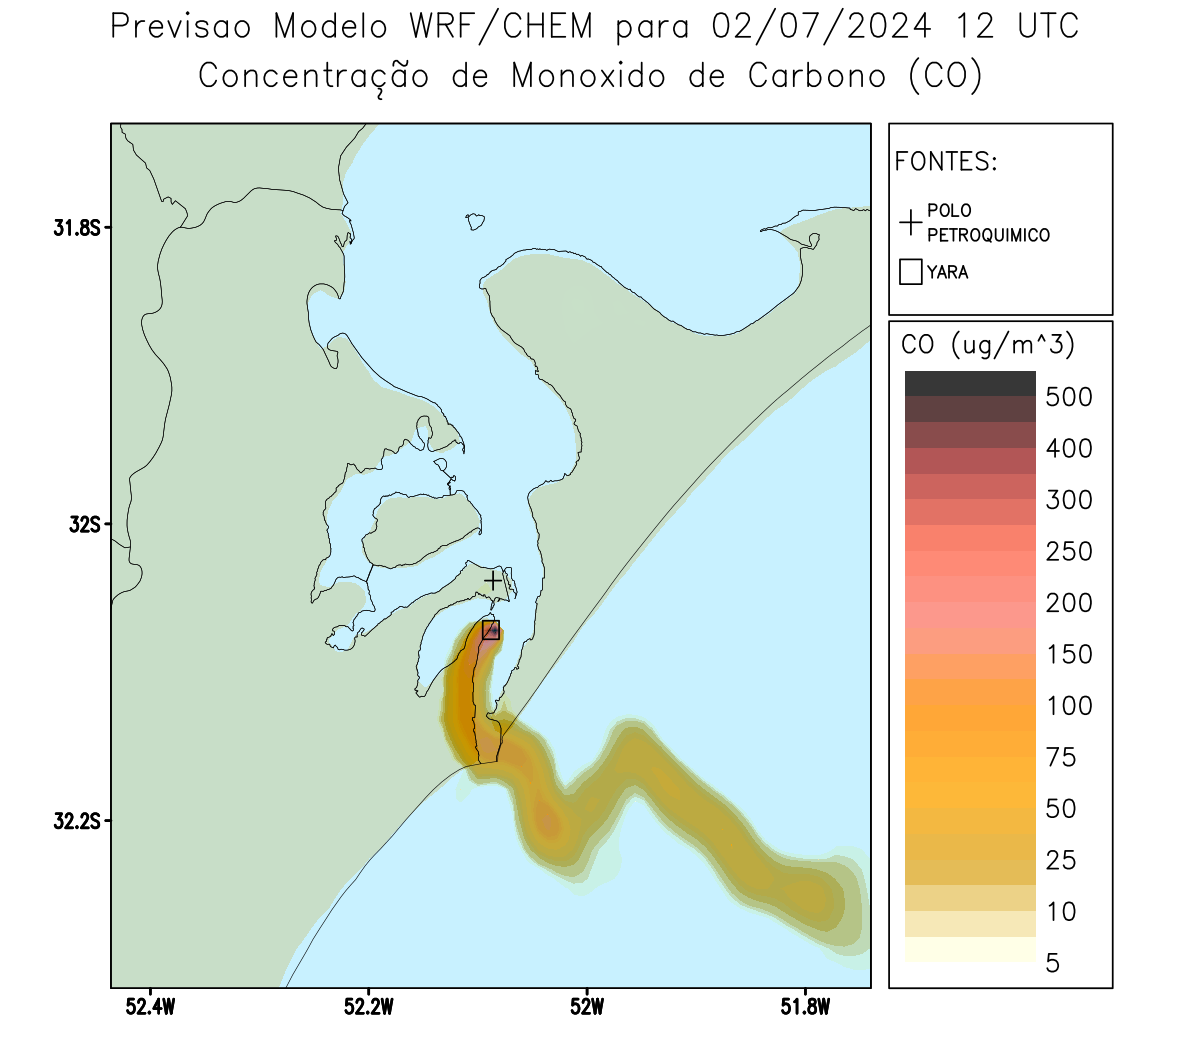 Previsao Modelo WRF/CHEM para 02/07/2024 12 UTC
Concentração de Monoxido de Carbono (CO)
FONTES:
POLO
PETROQUIMICO
YARA
CO (ug/m^3)
500
400
300
250
200
150
100
75
50
25
10
5
31.8S
32S
32.2S
52.4W
52.2W
52W
51.8W